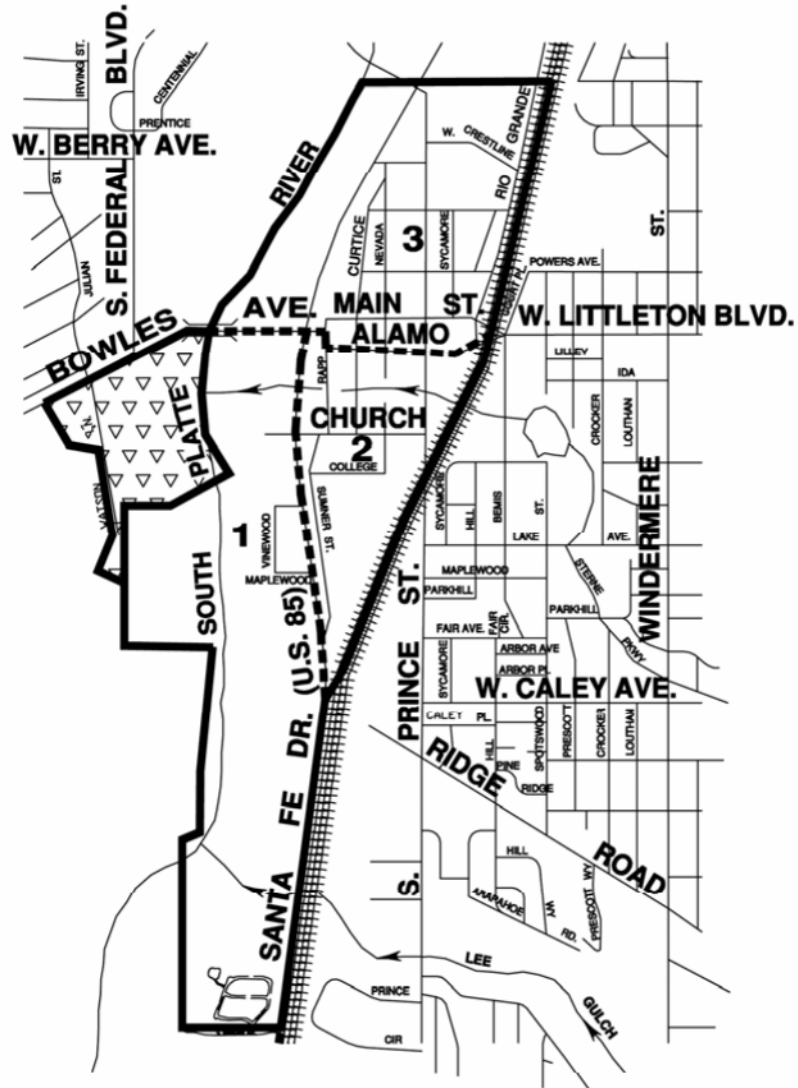 IRVING ST.
S. FEDERAL BLVD.
CENTENNIAL
PRENTICE
W. BERRY AVE.
ST.
JULIAN
RIVER
W. CRESTLINE
RIO GRANDE
CURTICE
NEVADA
3
SYCAMORE
ST.
POWERS AVE.
BOWLES AVE.
MAIN ST.
ALAMO
W. LITTLETON BLVD.
LILLEY
IDA
RAPP
PLATTE
CHURCH
2
COLLEGE
CROCKER
LOUTHAN
SYCAMORE
HILL
BEMIS
ST.
WINDERMERE
1
VINEWOOD
SUMNER ST.
MAPLEWOOD
LAKE AVE.
SOUTH
MAPLEWOOD
PARKHILL
STERNE PKWY
PARKHILL
FAIR AVE.
FAIR CIR.
ARBOR AVE
ARBOR PL
SYCAMORE
W. CALEY AVE.
(U.S. 85)
S. PRINCE ST.
CALEY PL.
HILL
SPOTSWOOD
PRESCOTT
CROCKER
LOUTHAN
PINE
RIDGE
RIDGE ROAD
SANTA FE DR.
HILL WY
PRESCOTT WY
ARAPAHOE RD.
LEE GULCH
PRINCE
CIR